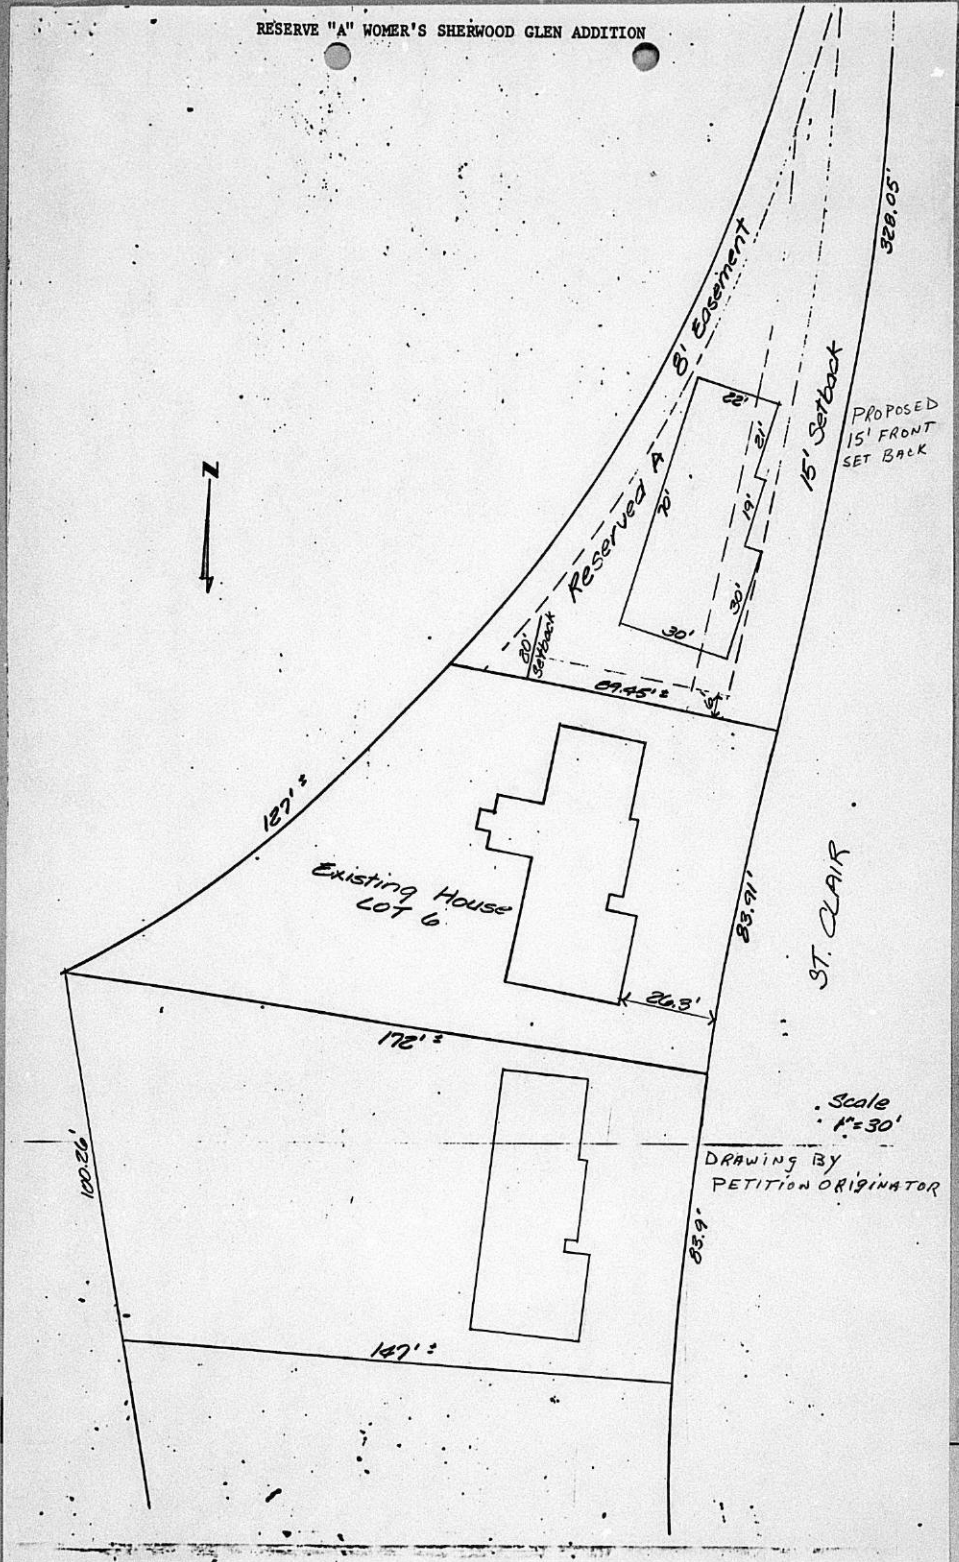 RESERVE "A" WOMER'S SHERWOOD GLEN ADDITION
328.05'
8' Easement
15' Setback
PROPOSED
15' FRONT
SET BACK
22'
21'
19'
30'
30'
70'
Reserved A
N
20'
Setback
89.45'±
6'
127'±
Existing House
LOT 6
83.91'
ST. CLAIR
26.3'
172'±
Scale
1"=30'
DRAWING BY
PETITION ORIGINATOR
100.26'
83.9'
147'±